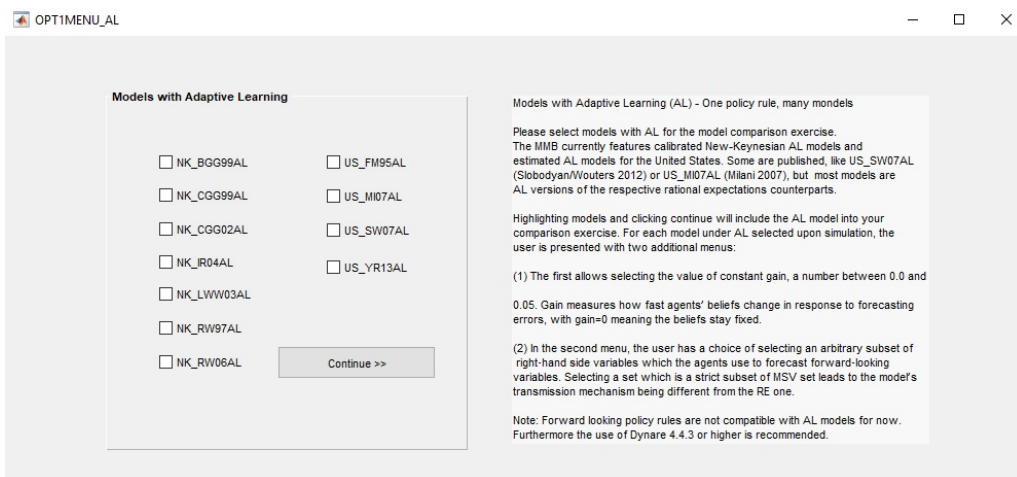 OPT1MENU_AL
Models with Adaptive Learning
NK_BGG99AL
NK_CGG99AL
NK_CGG02AL
NK_IR04AL
NK_LWW03AL
NK_RW97AL
NK_RW06AL
US_FM95AL
US_MI07AL
US_SW07AL
US_YR13AL
Continue >>
Models with Adaptive Learning (AL) - One policy rule, many mondels
Please select models with AL for the model comparison exercise.
The MMB currently features calibrated New-Keynesian AL models and
estimated AL models for the United States. Some are published, like US_SW07AL
(Slobodyan/Wouters 2012) or US_MI07AL (Milani 2007), but most models are
AL versions of the respective rational expectations counterparts.
Highlighting models and clicking continue will include the AL model into your
comparison exercise. For each model under AL selected upon simulation, the
user is presented with two additional menus:
(1) The first allows selecting the value of constant gain, a number between 0.0 and
0.05. Gain measures how fast agents' beliefs change in response to forecasting
errors, with gain=0 meaning the beliefs stay fixed.
(2) In the second menu, the user has a choice of selecting an arbitrary subset of
right-hand side variables which the agents use to forecast forward-looking
variables. Selecting a set which is a strict subset of MSV set leads to the model's
transmission mechanism being different from the RE one.
Note: Forward looking policy rules are not compatible with AL models for now.
Furthermore the use of Dynare 4.4.3 or higher is recommended.